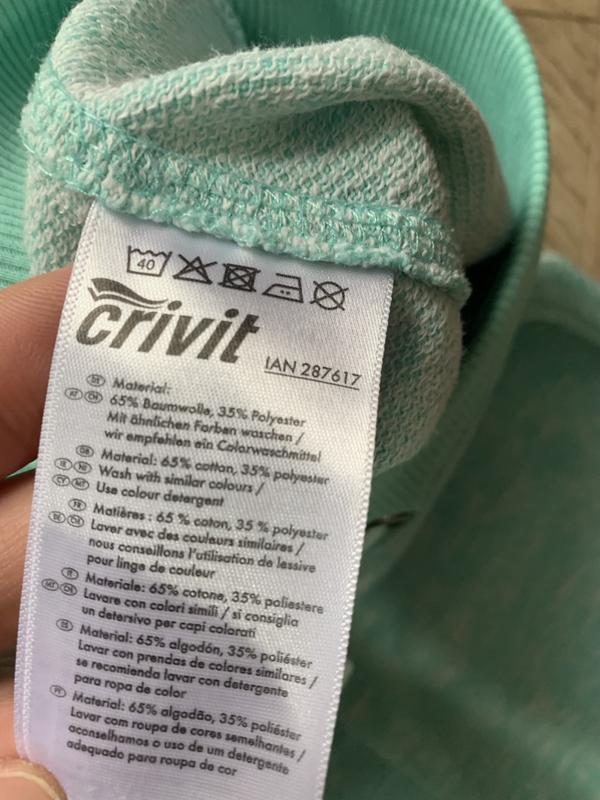 40
crivit
IAN 287617
DE Material:
AT CH 65% Baumwolle, 35% Polyester
Mit ähnlichen Farben waschen /
wir empfehlen ein Colorwaschmittel
GB Material: 65% cotton, 35% polyester
IE NI Wash with similar colours /
CY MT Use colour detergent
FR Matières : 65 % coton, 35 % polyester
BE CH Laver avec des couleurs similaires /
nous conseillons l'utilisation de lessive
pour linge de couleur
IT Materiale: 65% cotone, 35% poliestere
MT CH Lavare con colori simili / si consiglia
un detersivo per capi colorati
ES Material: 65% algodón, 35% poliéster
Lavar con prendas de colores similares /
se recomienda lavar con detergente
para ropa de color
PT Material: 65% algodão, 35% poliéster
Lavar com roupa de cores semelhantes /
aconselhamos o uso de um detergente
adequado para roupa de cor